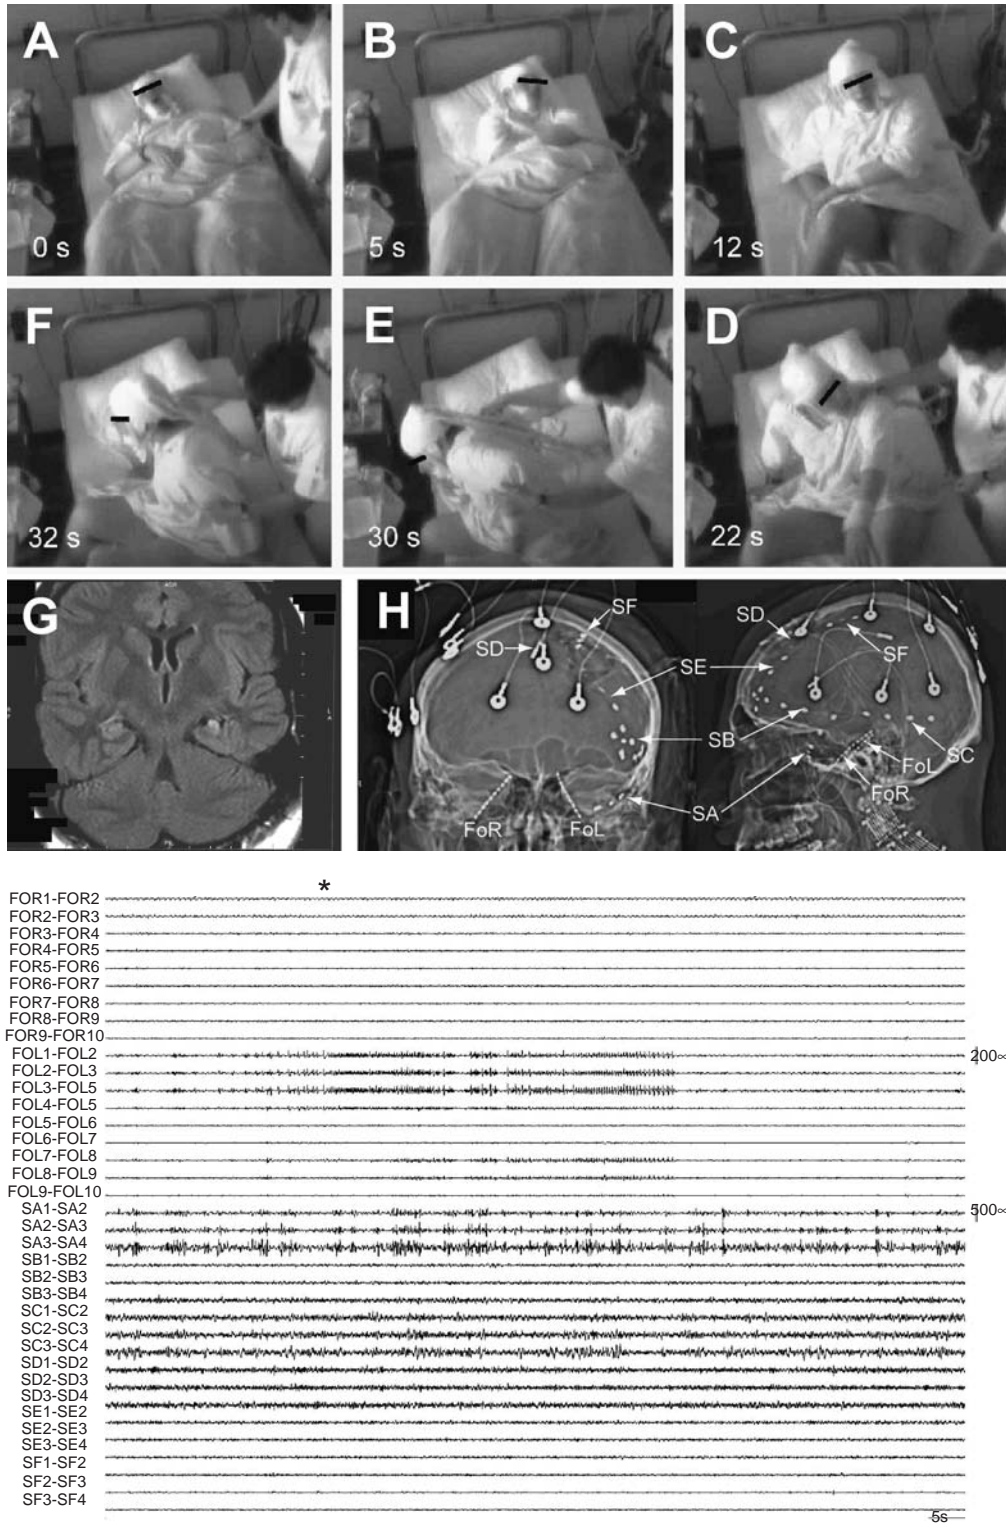 A
B
C
0 s
5 s
12 s
F
E
D
32 s
30 s
22 s
G
H
SF
SD
SD
SF
SE
SB
SC
FoL
FoR
SA
FoR
FoL
*
FOR1-FOR2
FOR2-FOR3
FOR3-FOR4
FOR4-FOR5
FOR5-FOR6
FOR6-FOR7
FOR7-FOR8
FOR8-FOR9
FOR9-FOR10
FOL1-FOL2
200∞
FOL2-FOL3
FOL3-FOL5
FOL4-FOL5
FOL5-FOL6
FOL6-FOL7
FOL7-FOL8
FOL8-FOL9
FOL9-FOL10
SA1-SA2
500∞
SA2-SA3
SA3-SA4
SB1-SB2
SB2-SB3
SB3-SB4
SC1-SC2
SC2-SC3
SC3-SC4
SD1-SD2
SD2-SD3
SD3-SD4
SE1-SE2
SE2-SE3
SE3-SE4
SF1-SF2
SF2-SF3
SF3-SF4
5s